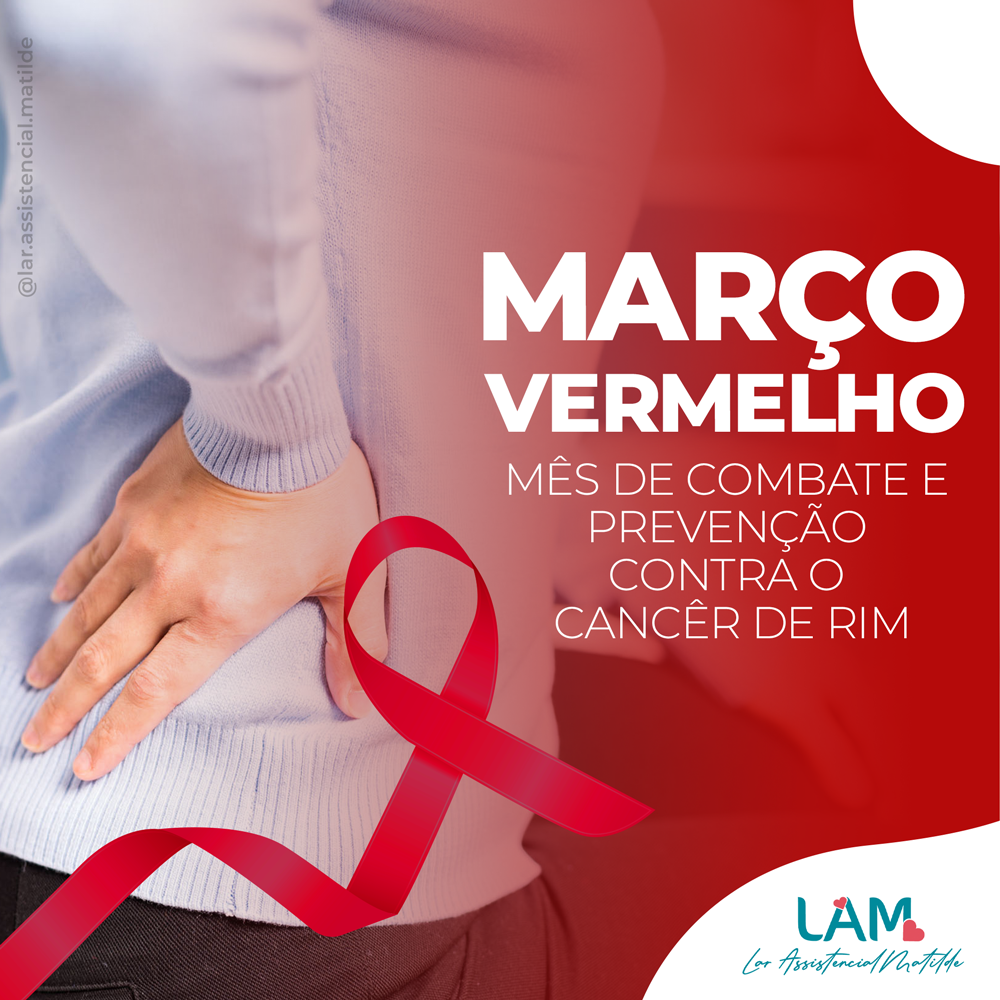 @lar.assistencial.matilde
MARÇO
VERMELHO
MÊS DE COMBATE E
PREVENÇÃO
CONTRA O
CANCÊR DE RIM
LAM
Lar Assistencial Matilde